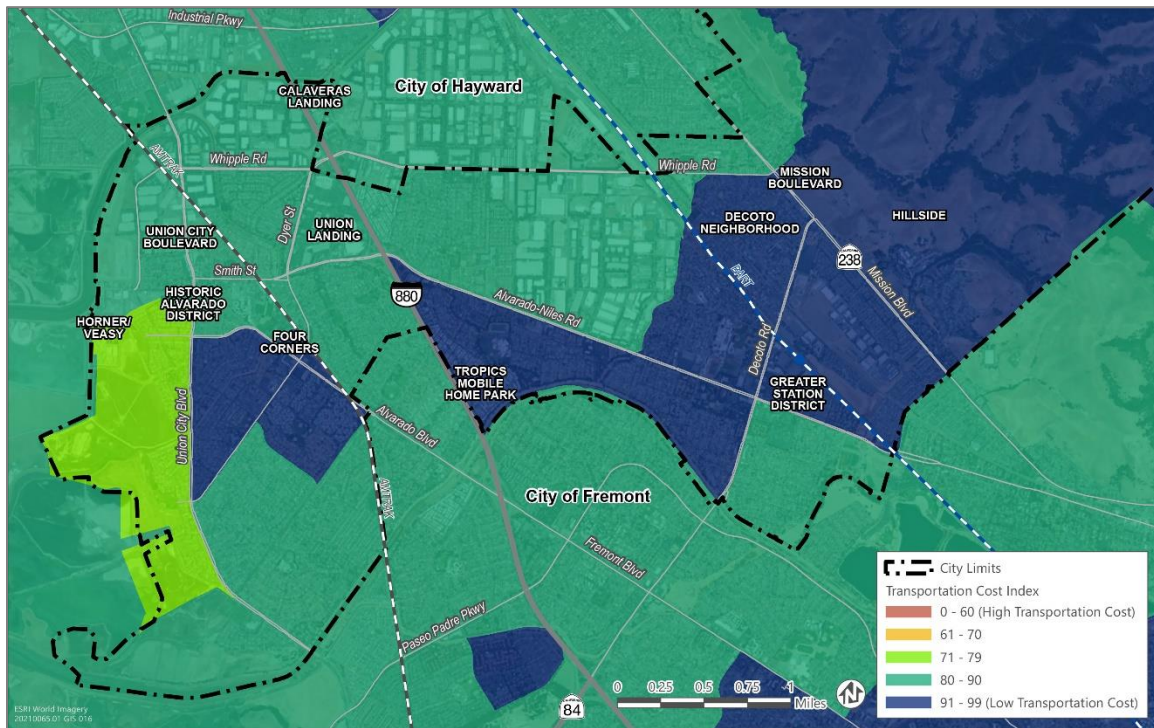 Industrial Pkwy
City of Hayward
CALAVERAS
LANDING
AMTRAK
Whipple Rd
Whipple Rd
MISSION
BOULEVARD
DECOTO
NEIGHBORHOOD
HILLSIDE
UNION CITY
BOULEVARD
Dyer St
UNION
LANDING
238
Mission Blvd
BART
Smith St
880
Alvarado-Niles Rd
HISTORIC
ALVARADO
DISTRICT
HORNER/
VEASY
FOUR
CORNERS
Decoto Rd
TROPICS
MOBILE
HOME PARK
GREATER
STATION
DISTRICT
Union City Blvd
Alvarado Blvd
AMTRAK
City of Fremont
Fremont Blvd
Paseo Padre Pkwy
84
0 0.25 0.5 0.75 1
Miles
N
City Limits
Transportation Cost Index
0 - 60 (High Transportation Cost)
61 - 70
71 - 79
80 - 90
91 - 99 (Low Transportation Cost)
ESRI World Imagery
20210065.01 GIS 016